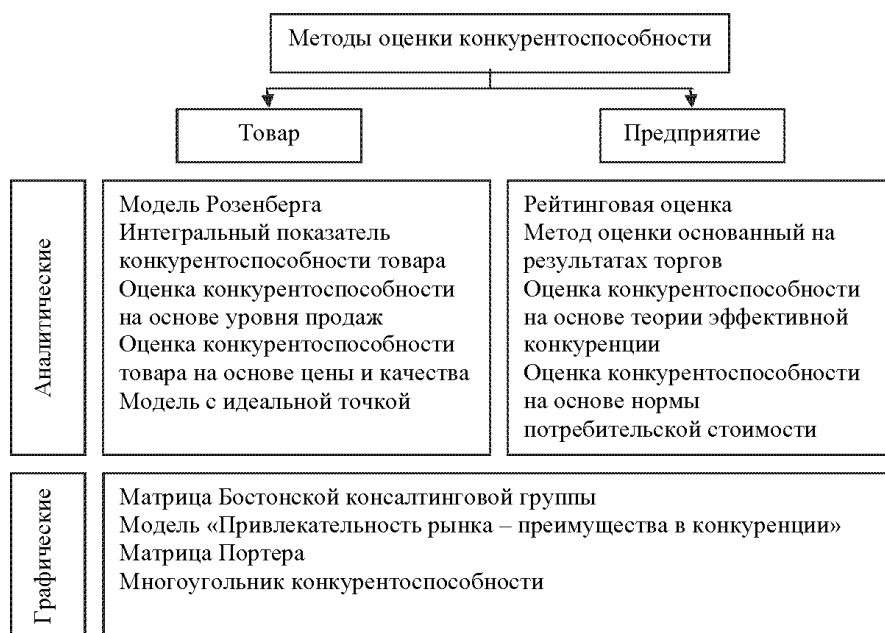 Методы оценки конкурентоспособности
Товар
Предприятие
Аналитические
Модель Розенберга
Интегральный показатель
конкурентоспособности товара
Оценка конкурентоспособности
на основе уровня продаж
Оценка конкурентоспособности
товара на основе цены и качества
Модель с идеальной точкой
Рейтинговая оценка
Метод оценки основанный на
результатах торгов
Оценка конкурентоспособности
на основе теории эффективной
конкуренции
Оценка конкурентоспособности
на основе нормы
потребительской стоимости
Графические
Матрица Бостонской консалтинговой группы
Модель «Привлекательность рынка – преимущества в конкуренции»
Матрица Портера
Многоугольник конкурентоспособности